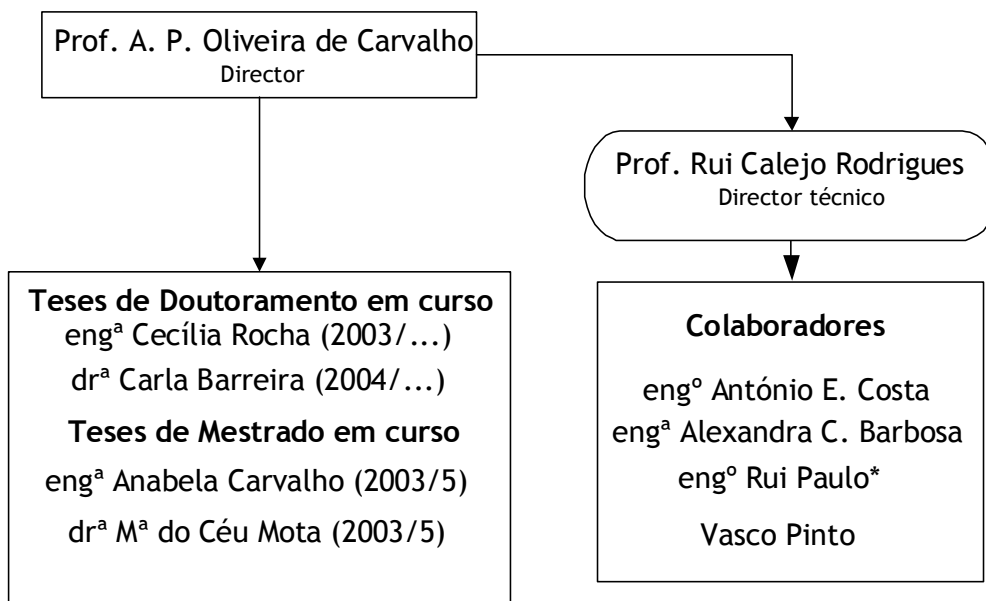 Prof. A. P. Oliveira de Carvalho
Director
Prof. Rui Calejo Rodrigues
Director técnico
Teses de Doutoramento em curso
engª Cecília Rocha (2003/...)
drª Carla Barreira (2004/...)
Teses de Mestrado em curso
engª Anabela Carvalho (2003/5)
drª Mª do Céu Mota (2003/5)
Colaboradores
engº António E. Costa
engª Alexandra C. Barbosa
engº Rui Paulo*
Vasco Pinto